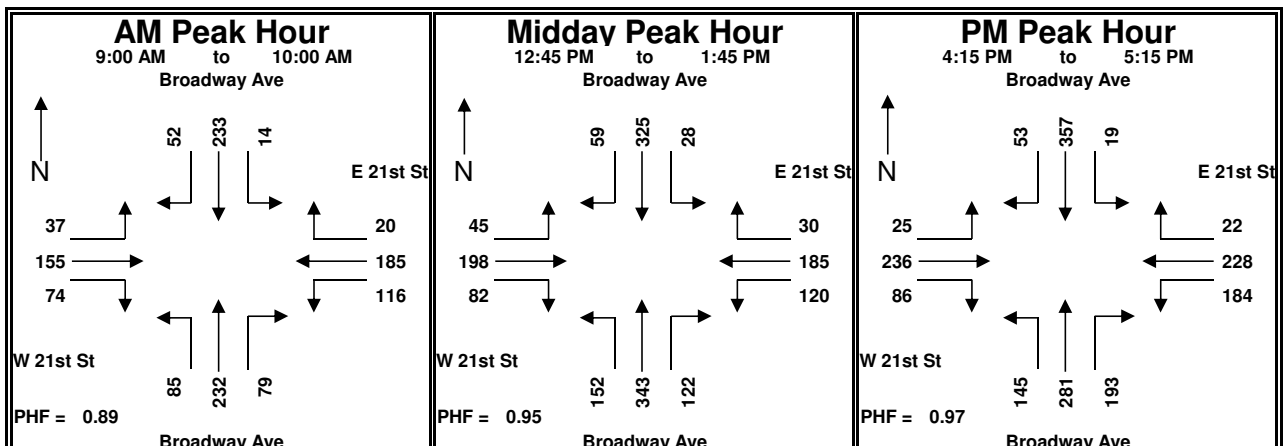 AM Peak Hour
9:00 AM to 10:00 AM
Broadway Ave
52 233 14
N
E 21st St
37 20
155 185
74 116
W 21st St
85 232 79
PHF = 0.89
Broadway Ave
Midday Peak Hour
12:45 PM to 1:45 PM
Broadway Ave
59 325 28
N
E 21st St
45 30
198 185
82 120
W 21st St
152 343 122
PHF = 0.95
Broadway Ave
PM Peak Hour
4:15 PM to 5:15 PM
Broadway Ave
53 357 19
N
E 21st St
25 22
236 228
86 184
W 21st St
145 281 193
PHF = 0.97
Broadway Ave